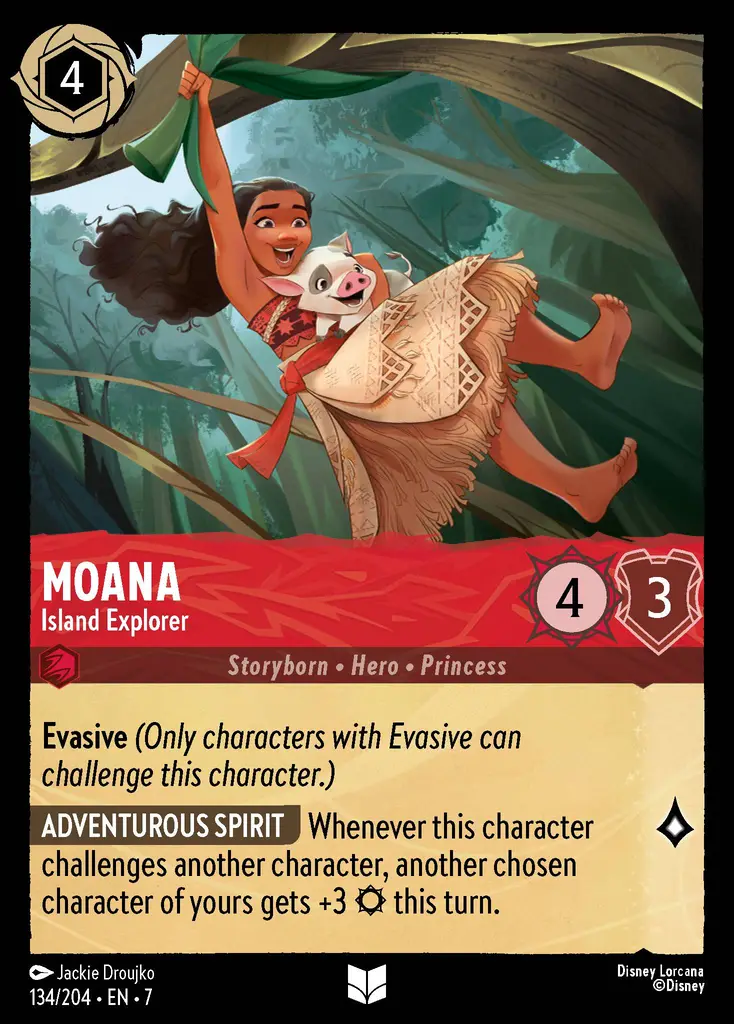 4
MOANA
Island Explorer
4
3
Storyborn • Hero • Princess
Evasive (Only characters with Evasive can
challenge this character.)
ADVENTUROUS SPIRIT Whenever this character
challenges another character, another chosen
character of yours gets +3 this turn.
Jackie Droujko
134/204 • EN • 7
Disney Lorcana
©Disney